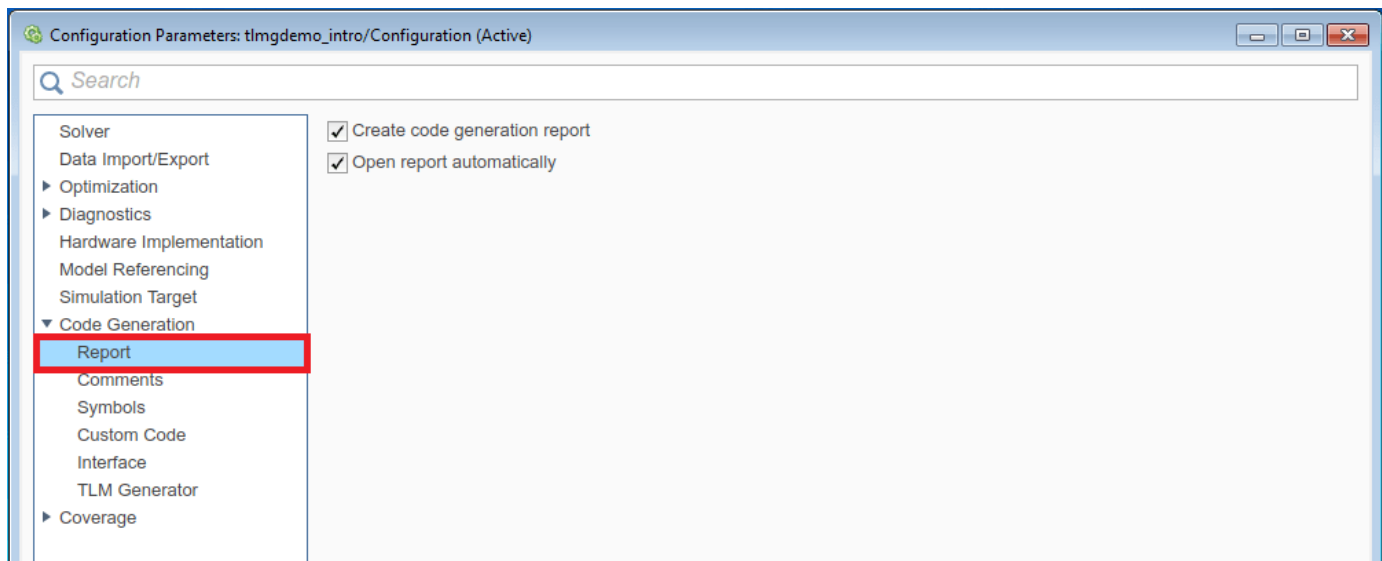 Configuration Parameters: tlmgdemo_intro/Configuration (Active)
Search
Solver
Data Import/Export
Optimization
Diagnostics
Hardware Implementation
Model Referencing
Simulation Target
Code Generation
Report
Comments
Symbols
Custom Code
Interface
TLM Generator
Coverage
Create code generation report
Open report automatically